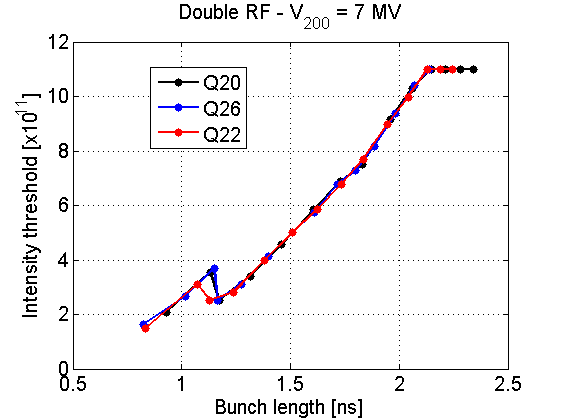 Double RF - V200 = 7 MV
12
10
8
6
4
2
0
Intensity threshold [x10^11]
Q20
Q26
Q22
0.5
1
1.5
2
2.5
Bunch length [ns]